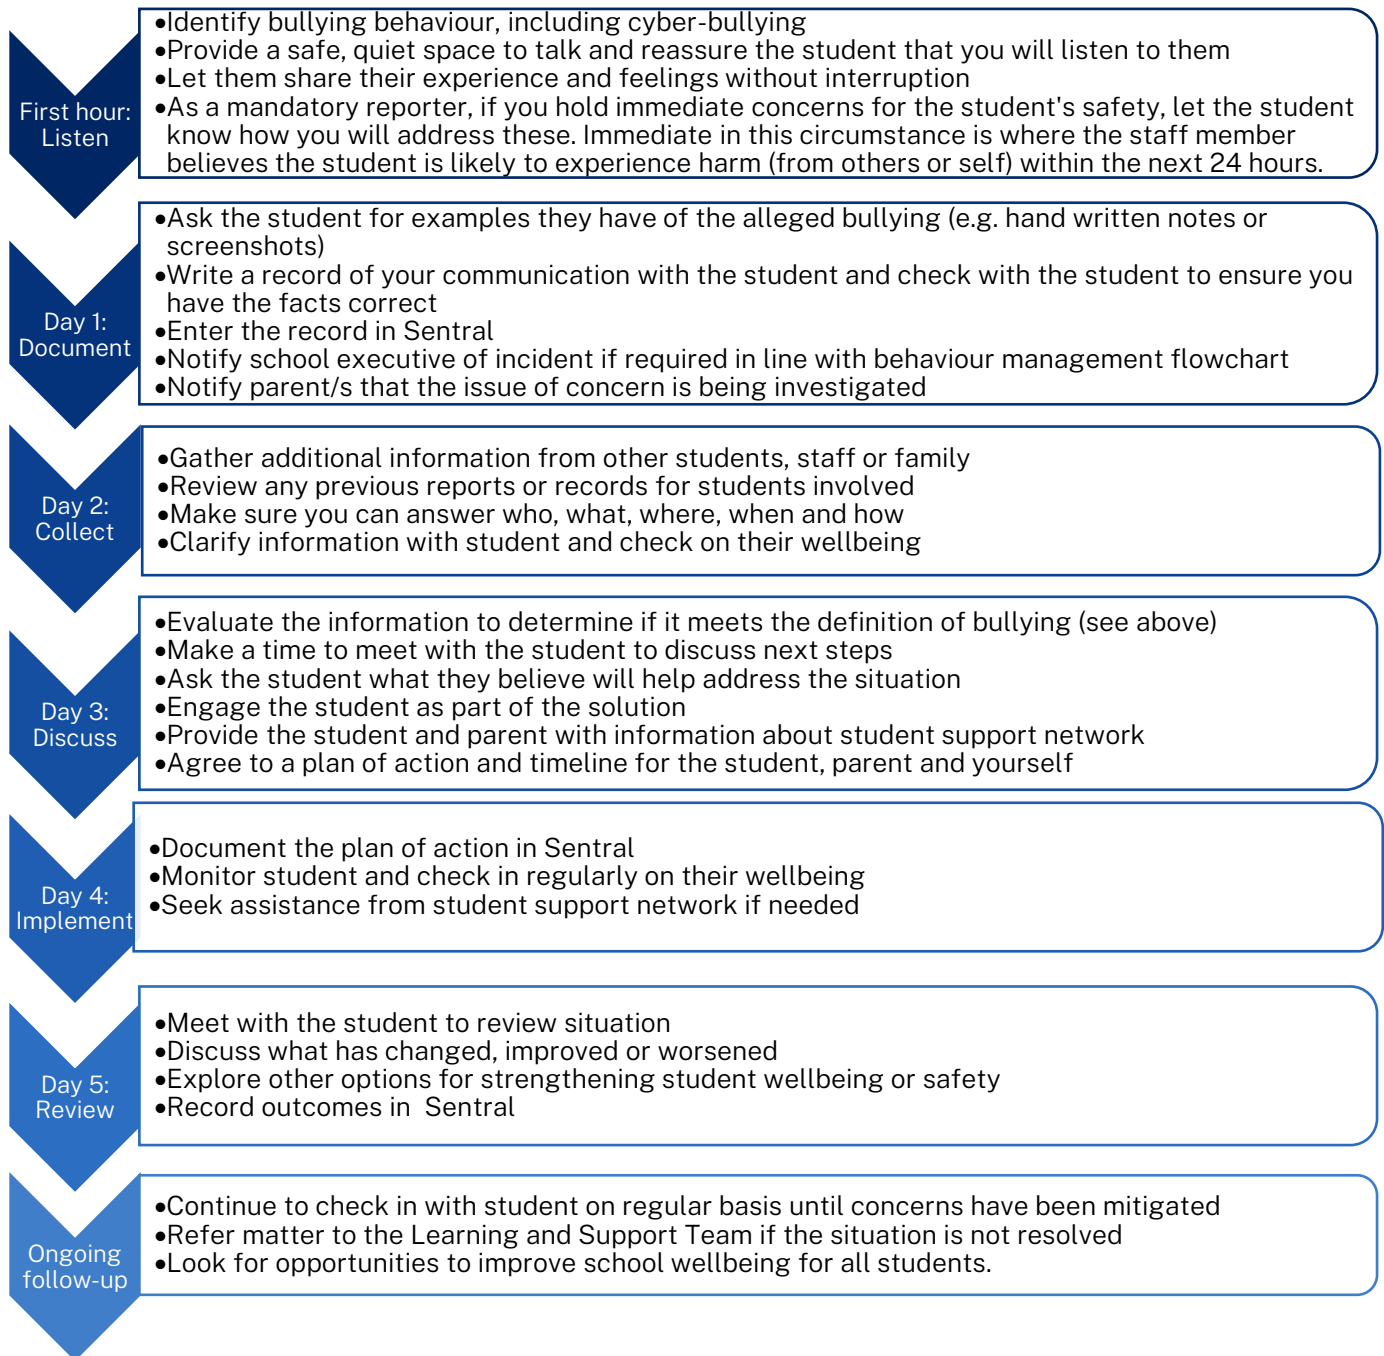 First hour:
Listen
•Identify bullying behaviour, including cyber-bullying
•Provide a safe, quiet space to talk and reassure the student that you will listen to them
•Let them share their experience and feelings without interruption
•As a mandatory reporter, if you hold immediate concerns for the student's safety, let the student
know how you will address these. Immediate in this circumstance is where the staff member
believes the student is likely to experience harm (from others or self) within the next 24 hours.
Day 1:
Document
•Ask the student for examples they have of the alleged bullying (e.g. hand written notes or
screenshots)
•Write a record of your communication with the student and check with the student to ensure you
have the facts correct
•Enter the record in Sentral
•Notify school executive of incident if required in line with behaviour management flowchart
•Notify parent/s that the issue of concern is being investigated
Day 2:
Collect
•Gather additional information from other students, staff or family
•Review any previous reports or records for students involved
•Make sure you can answer who, what, where, when and how
•Clarify information with student and check on their wellbeing
Day 3:
Discuss
•Evaluate the information to determine if it meets the definition of bullying (see above)
•Make a time to meet with the student to discuss next steps
•Ask the student what they believe will help address the situation
•Engage the student as part of the solution
•Provide the student and parent with information about student support network
•Agree to a plan of action and timeline for the student, parent and yourself
Day 4:
Implement
•Document the plan of action in Sentral
•Monitor student and check in regularly on their wellbeing
•Seek assistance from student support network if needed
Day 5:
Review
•Meet with the student to review situation
•Discuss what has changed, improved or worsened
•Explore other options for strengthening student wellbeing or safety
•Record outcomes in  Sentral
Ongoing
follow-up
•Continue to check in with student on regular basis until concerns have been mitigated
•Refer matter to the Learning and Support Team if the situation is not resolved
•Look for opportunities to improve school wellbeing for all students.